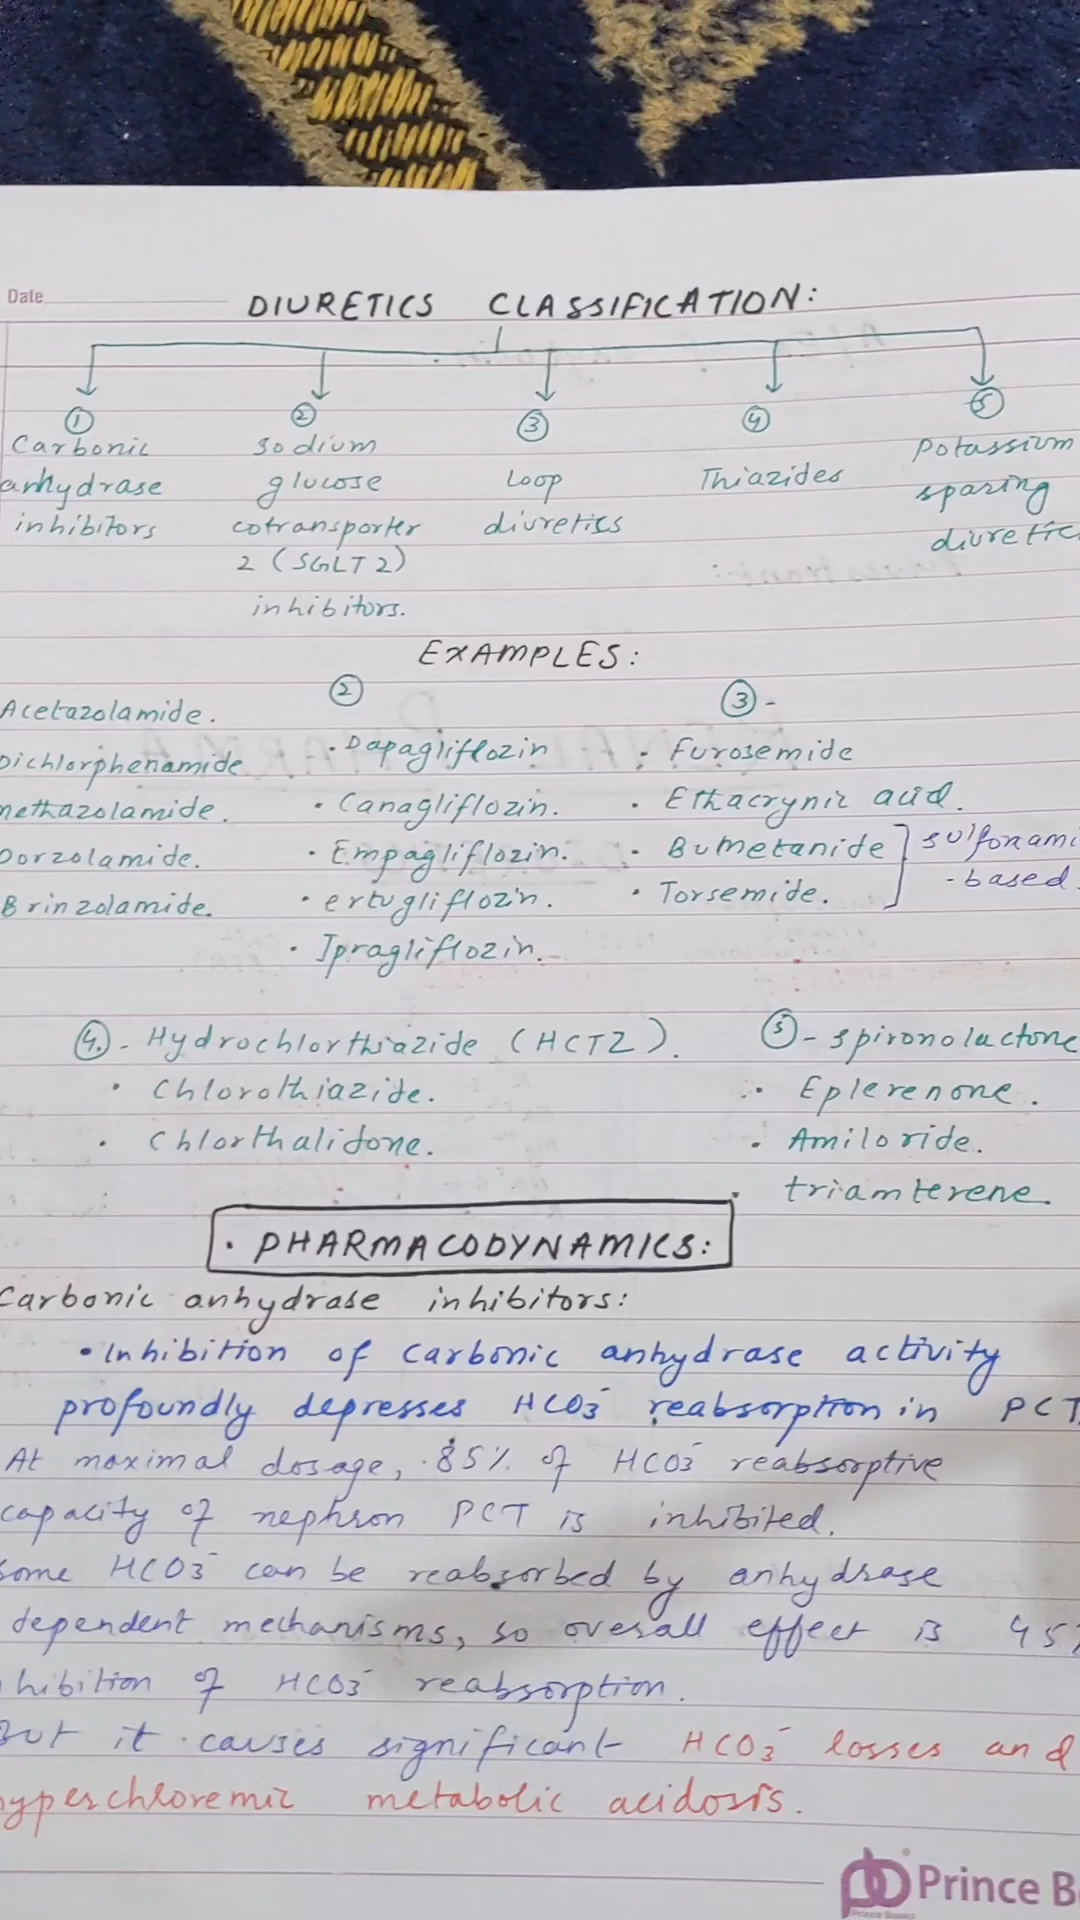 Date
DIURETICS CLASSIFICATION:
① ② ③ ④ ⑤
Carbonic anhydrase inhibitors
sodium glucose cotransporter 2 (SGLT2) inhibitors.
Loop diuretics
Thiazides
Potassium sparing diuretic
EXAMPLES:
Acetazolamide.
Dichlorphenamide
methazolamide.
Dorzolamide.
Brinzolamide.
②
· Dapagliflozin
· Canagliflozin.
· Empagliflozin.
· ertugliflozin.
· Ipragliflozin.
③ -
· Furosemide
· Ethacrynic acid.
· Bumetanide
· Torsemide.
sulfonami
-based
④. - Hydrochlorthiazide (HCTZ).
· Chlorothiazide.
· Chlorthalidone.
⑤ - spironolactone
· Eplerenone.
· Amiloride.
triamterene.
· PHARMACODYNAMICS:
Carbonic anhydrase inhibitors:
• Inhibition of carbonic anhydrase activity
profoundly depresses HCO3⁻ reabsorption in PCT
At maximal dosage, 85% of HCO3⁻ reabsorptive
capacity of nephron PCT is inhibited.
some HCO3⁻ can be reabsorbed by anhydrase
dependent mechanisms, so overall effect is 45%
hibition of HCO3⁻ reabsorption.
But it causes significant HCO3⁻ losses and
hyperchloremic metabolic acidosis.
Prince B